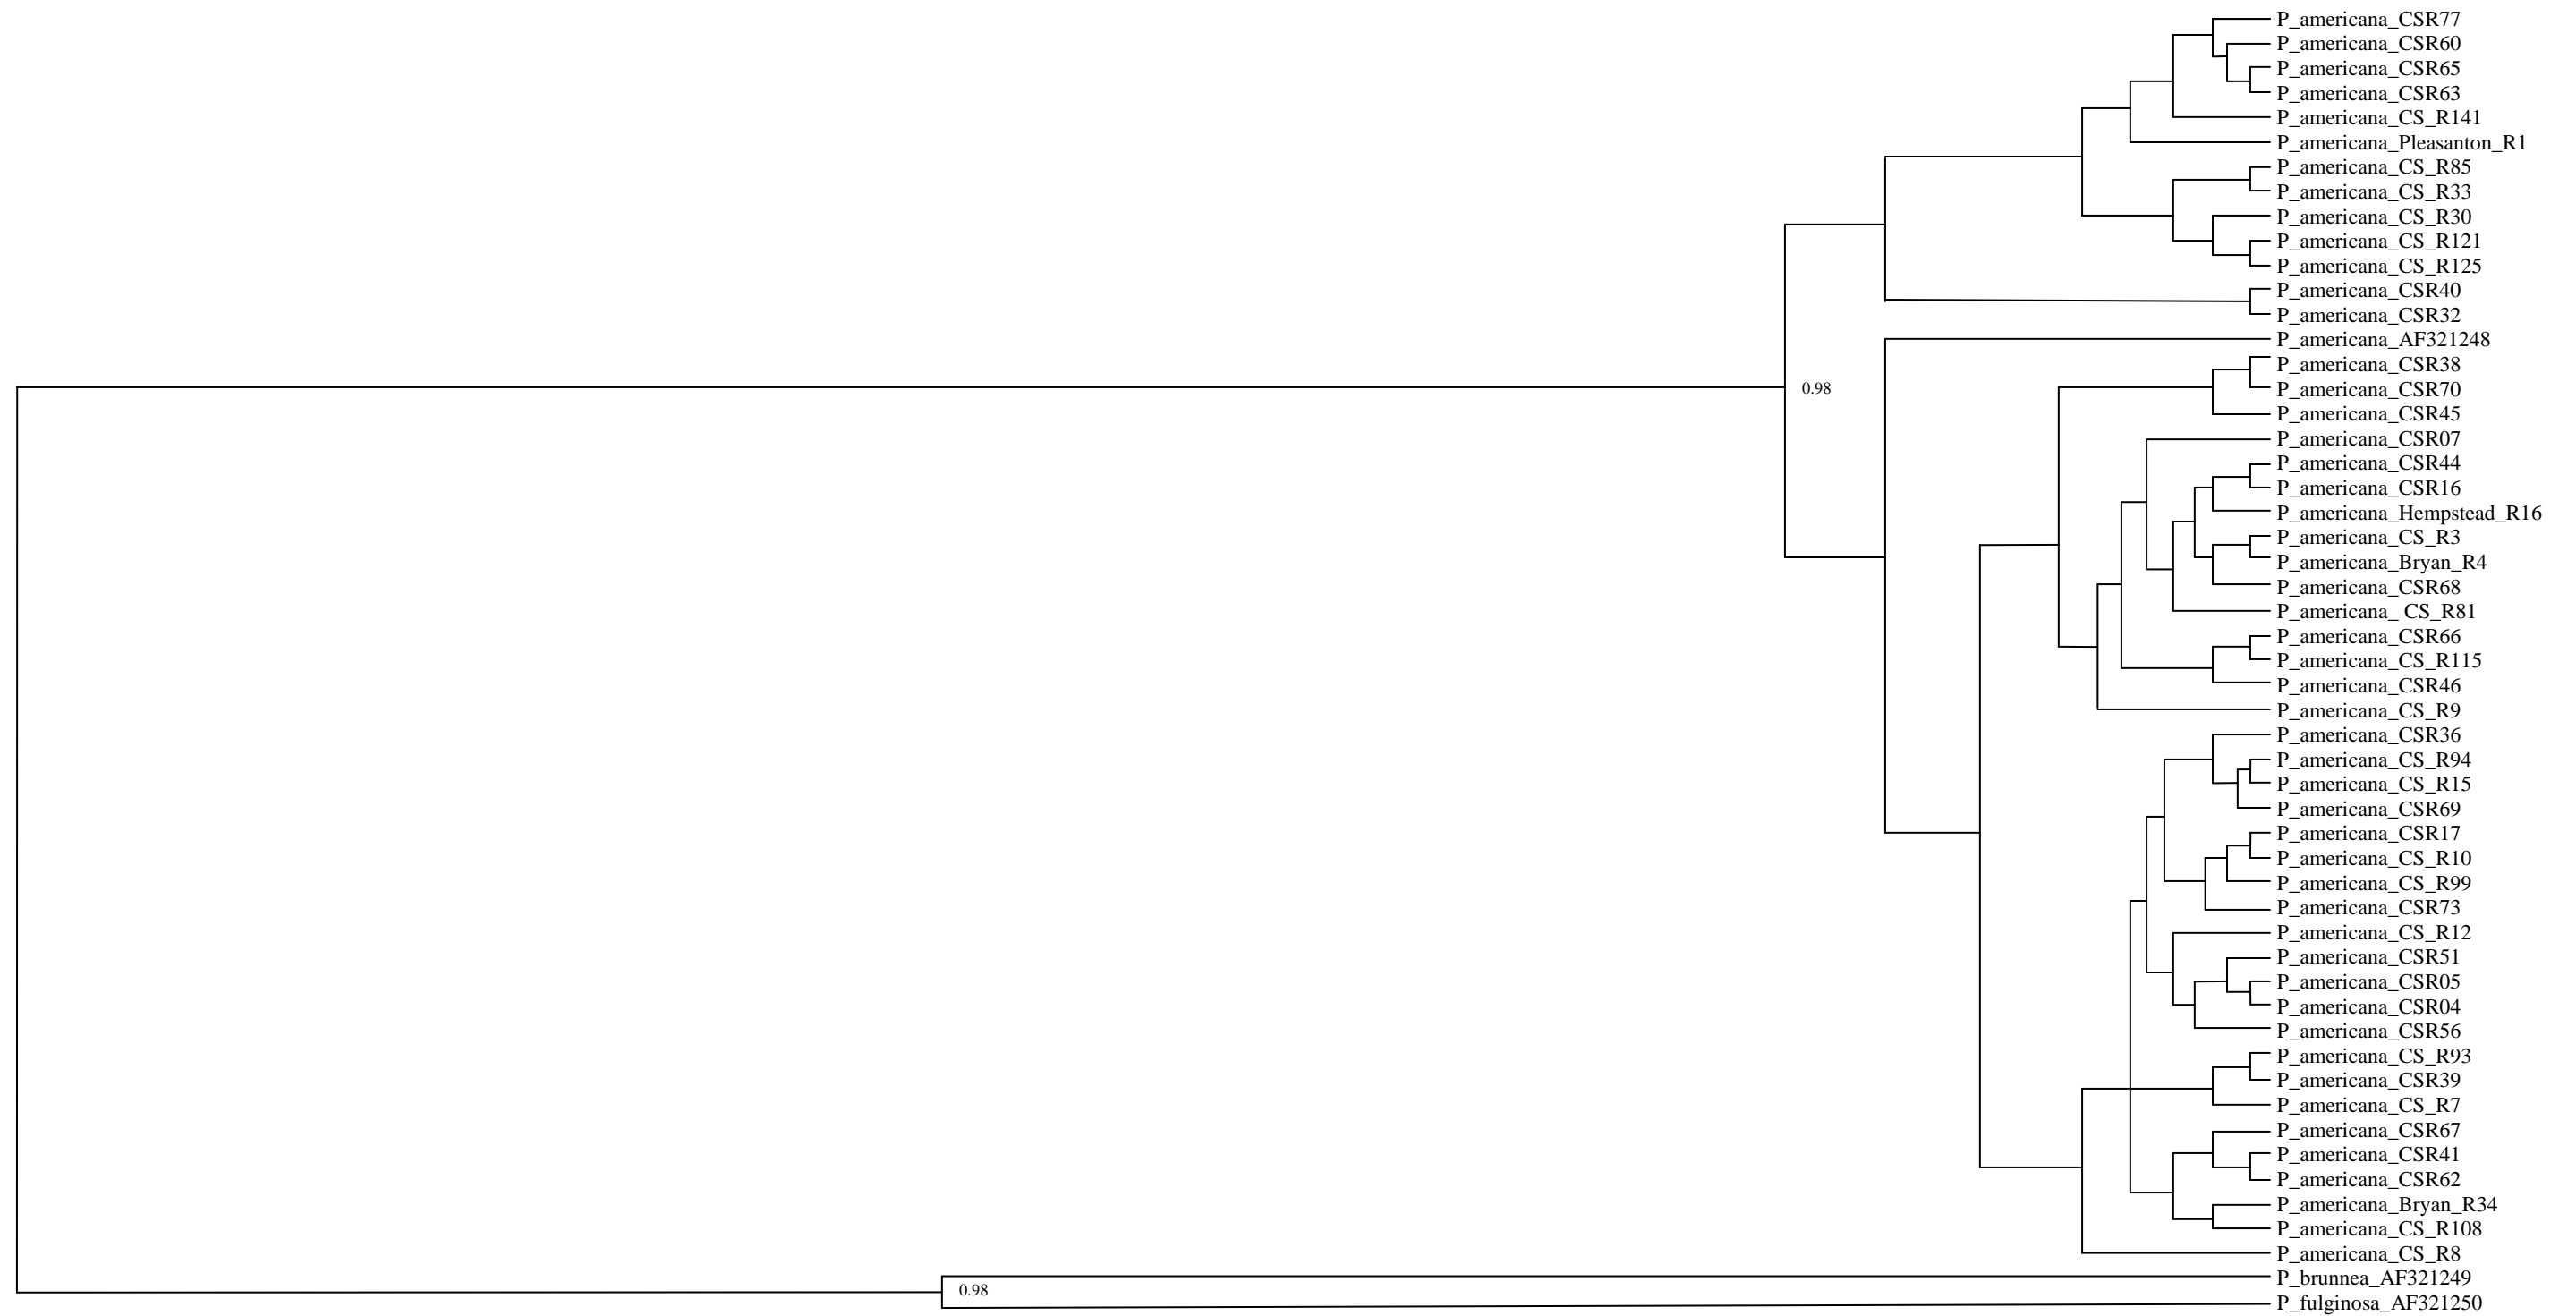 P_americana_CSR77
P_americana_CSR60
P_americana_CSR65
P_americana_CSR63
P_americana_CS_R141
P_americana_Pleasanton_R1
P_americana_CS_R85
P_americana_CS_R33
P_americana_CS_R30
P_americana_CS_R121
P_americana_CS_R125
P_americana_CSR40
P_americana_CSR32
P_americana_AF321248
P_americana_CSR38
0.98
P_americana_CSR70
P_americana_CSR45
P_americana_CSR07
P_americana_CSR44
P_americana_CSR16
P_americana_Hempstead_R16
P_americana_CS_R3
P_americana_Bryan_R4
P_americana_CSR68
P_americana_ CS_R81
P_americana_CSR66
P_americana_CS_R115
P_americana_CSR46
P_americana_CS_R9
P_americana_CSR36
P_americana_CS_R94
P_americana_CS_R15
P_americana_CSR69
P_americana_CSR17
P_americana_CS_R10
P_americana_CS_R99
P_americana_CSR73
P_americana_CS_R12
P_americana_CSR51
P_americana_CSR05
P_americana_CSR04
P_americana_CSR56
P_americana_CS_R93
P_americana_CSR39
P_americana_CS_R7
P_americana_CSR67
P_americana_CSR41
P_americana_CSR62
P_americana_Bryan_R34
P_americana_CS_R108
P_americana_CS_R8
P_brunnea_AF321249
0.98
P_fulginosa_AF321250